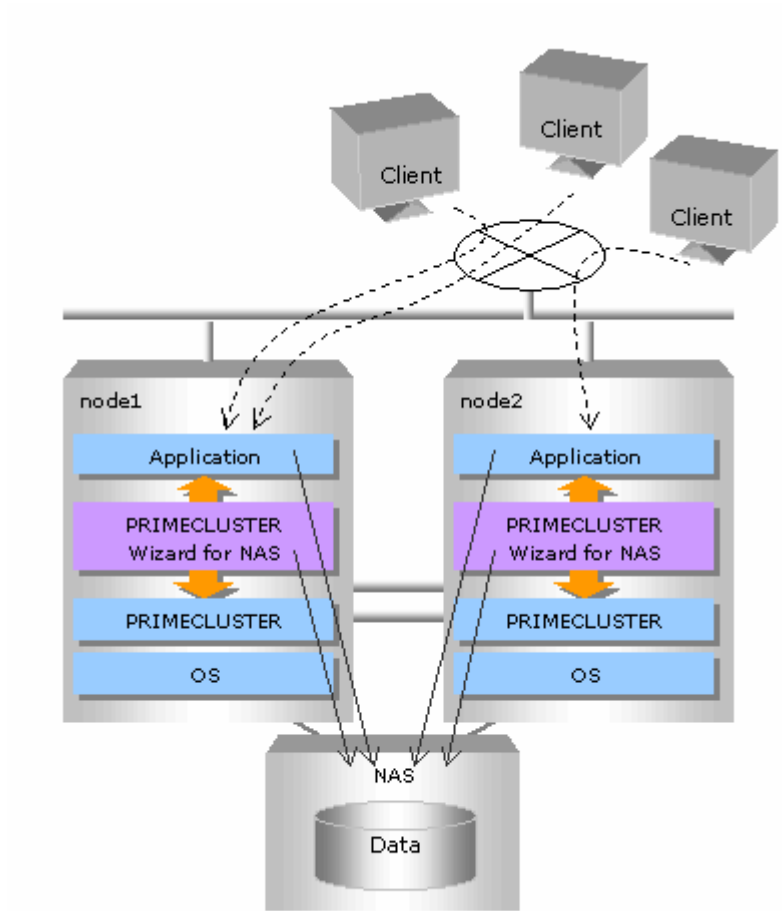 Client
Client
Client
node1
Application
PRIMECLUSTER
Wizard for NAS
PRIMECLUSTER
OS
node2
Application
PRIMECLUSTER
Wizard for NAS
PRIMECLUSTER
OS
NAS
Data